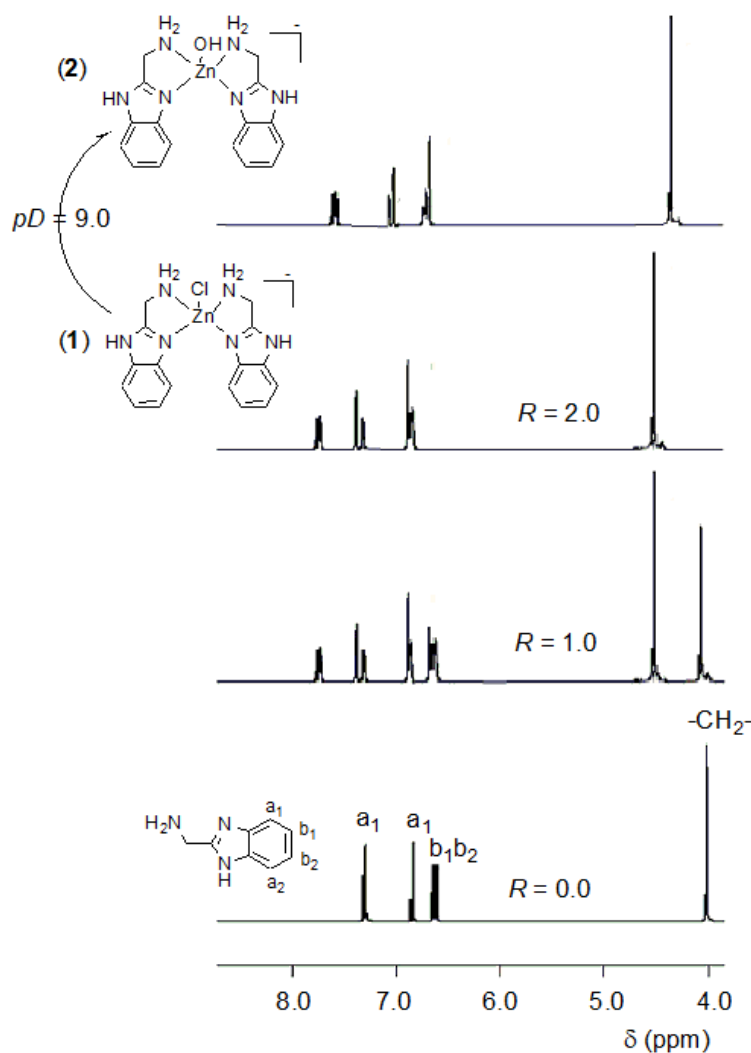 H2 H2
N OH N
(2) Zn
HN N N NH
pD = 9.0
H2 H2
N Cl N
(1) Zn
HN N N NH
R = 2.0
R = 1.0
-CH2-
H2N N a1 b1
b2
N a2
H
a1 a1
b1b2
R = 0.0
8.0 7.0 6.0 5.0 4.0
δ (ppm)